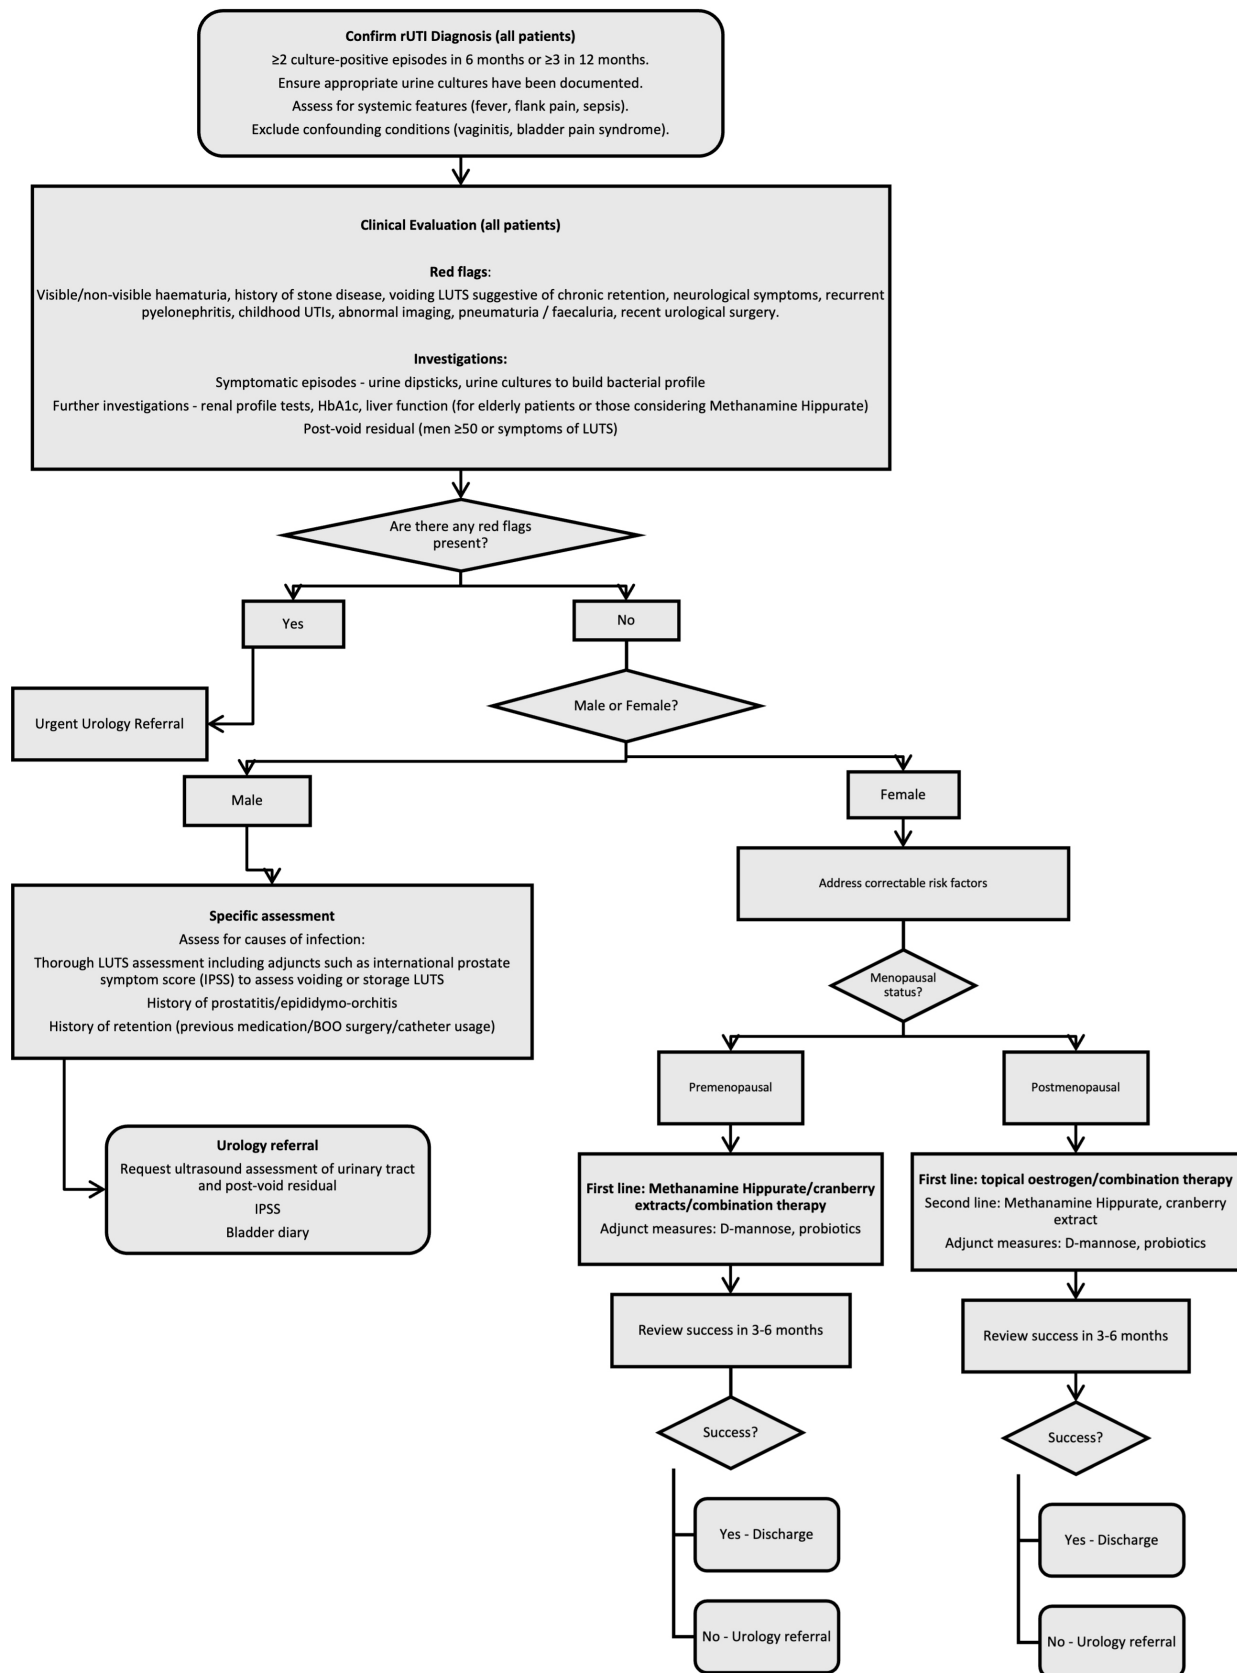 Confirm rUTI Diagnosis (all patients)
≥2 culture-positive episodes in 6 months or ≥3 in 12 months.
Ensure appropriate urine cultures have been documented.
Assess for systemic features (fever, flank pain, sepsis).
Exclude confounding conditions (vaginitis, bladder pain syndrome).
Clinical Evaluation (all patients)
Red flags:
Visible/non-visible haematuria, history of stone disease, voiding LUTS suggestive of chronic retention, neurological symptoms, recurrent
pyelonephritis, childhood UTIs, abnormal imaging, pneumaturia / faecaluria, recent urological surgery.
Investigations:
Symptomatic episodes - urine dipsticks, urine cultures to build bacterial profile
Further investigations - renal profile tests, HbA1c, liver function (for elderly patients or those considering Methanamine Hippurate)
Post-void residual (men ≥50 or symptoms of LUTS)
Are there any red flags
present?
Yes
No
Urgent Urology Referral
Male or Female?
Male
Female
Specific assessment
Assess for causes of infection:
Thorough LUTS assessment including adjuncts such as international prostate
symptom score (IPSS) to assess voiding or storage LUTS
History of prostatitis/epididymo-orchitis
History of retention (previous medication/BOO surgery/catheter usage)
Address correctable risk factors
Menopausal
status?
Premenopausal
Postmenopausal
Urology referral
Request ultrasound assessment of urinary tract
and post-void residual
IPSS
Bladder diary
First line: Methanamine Hippurate/cranberry
extracts/combination therapy
Adjunct measures: D-mannose, probiotics
First line: topical oestrogen/combination therapy
Second line: Methanamine Hippurate, cranberry
extract
Adjunct measures: D-mannose, probiotics
Review success in 3-6 months
Review success in 3-6 months
Success?
Success?
Yes - Discharge
Yes - Discharge
No - Urology referral
No - Urology referral